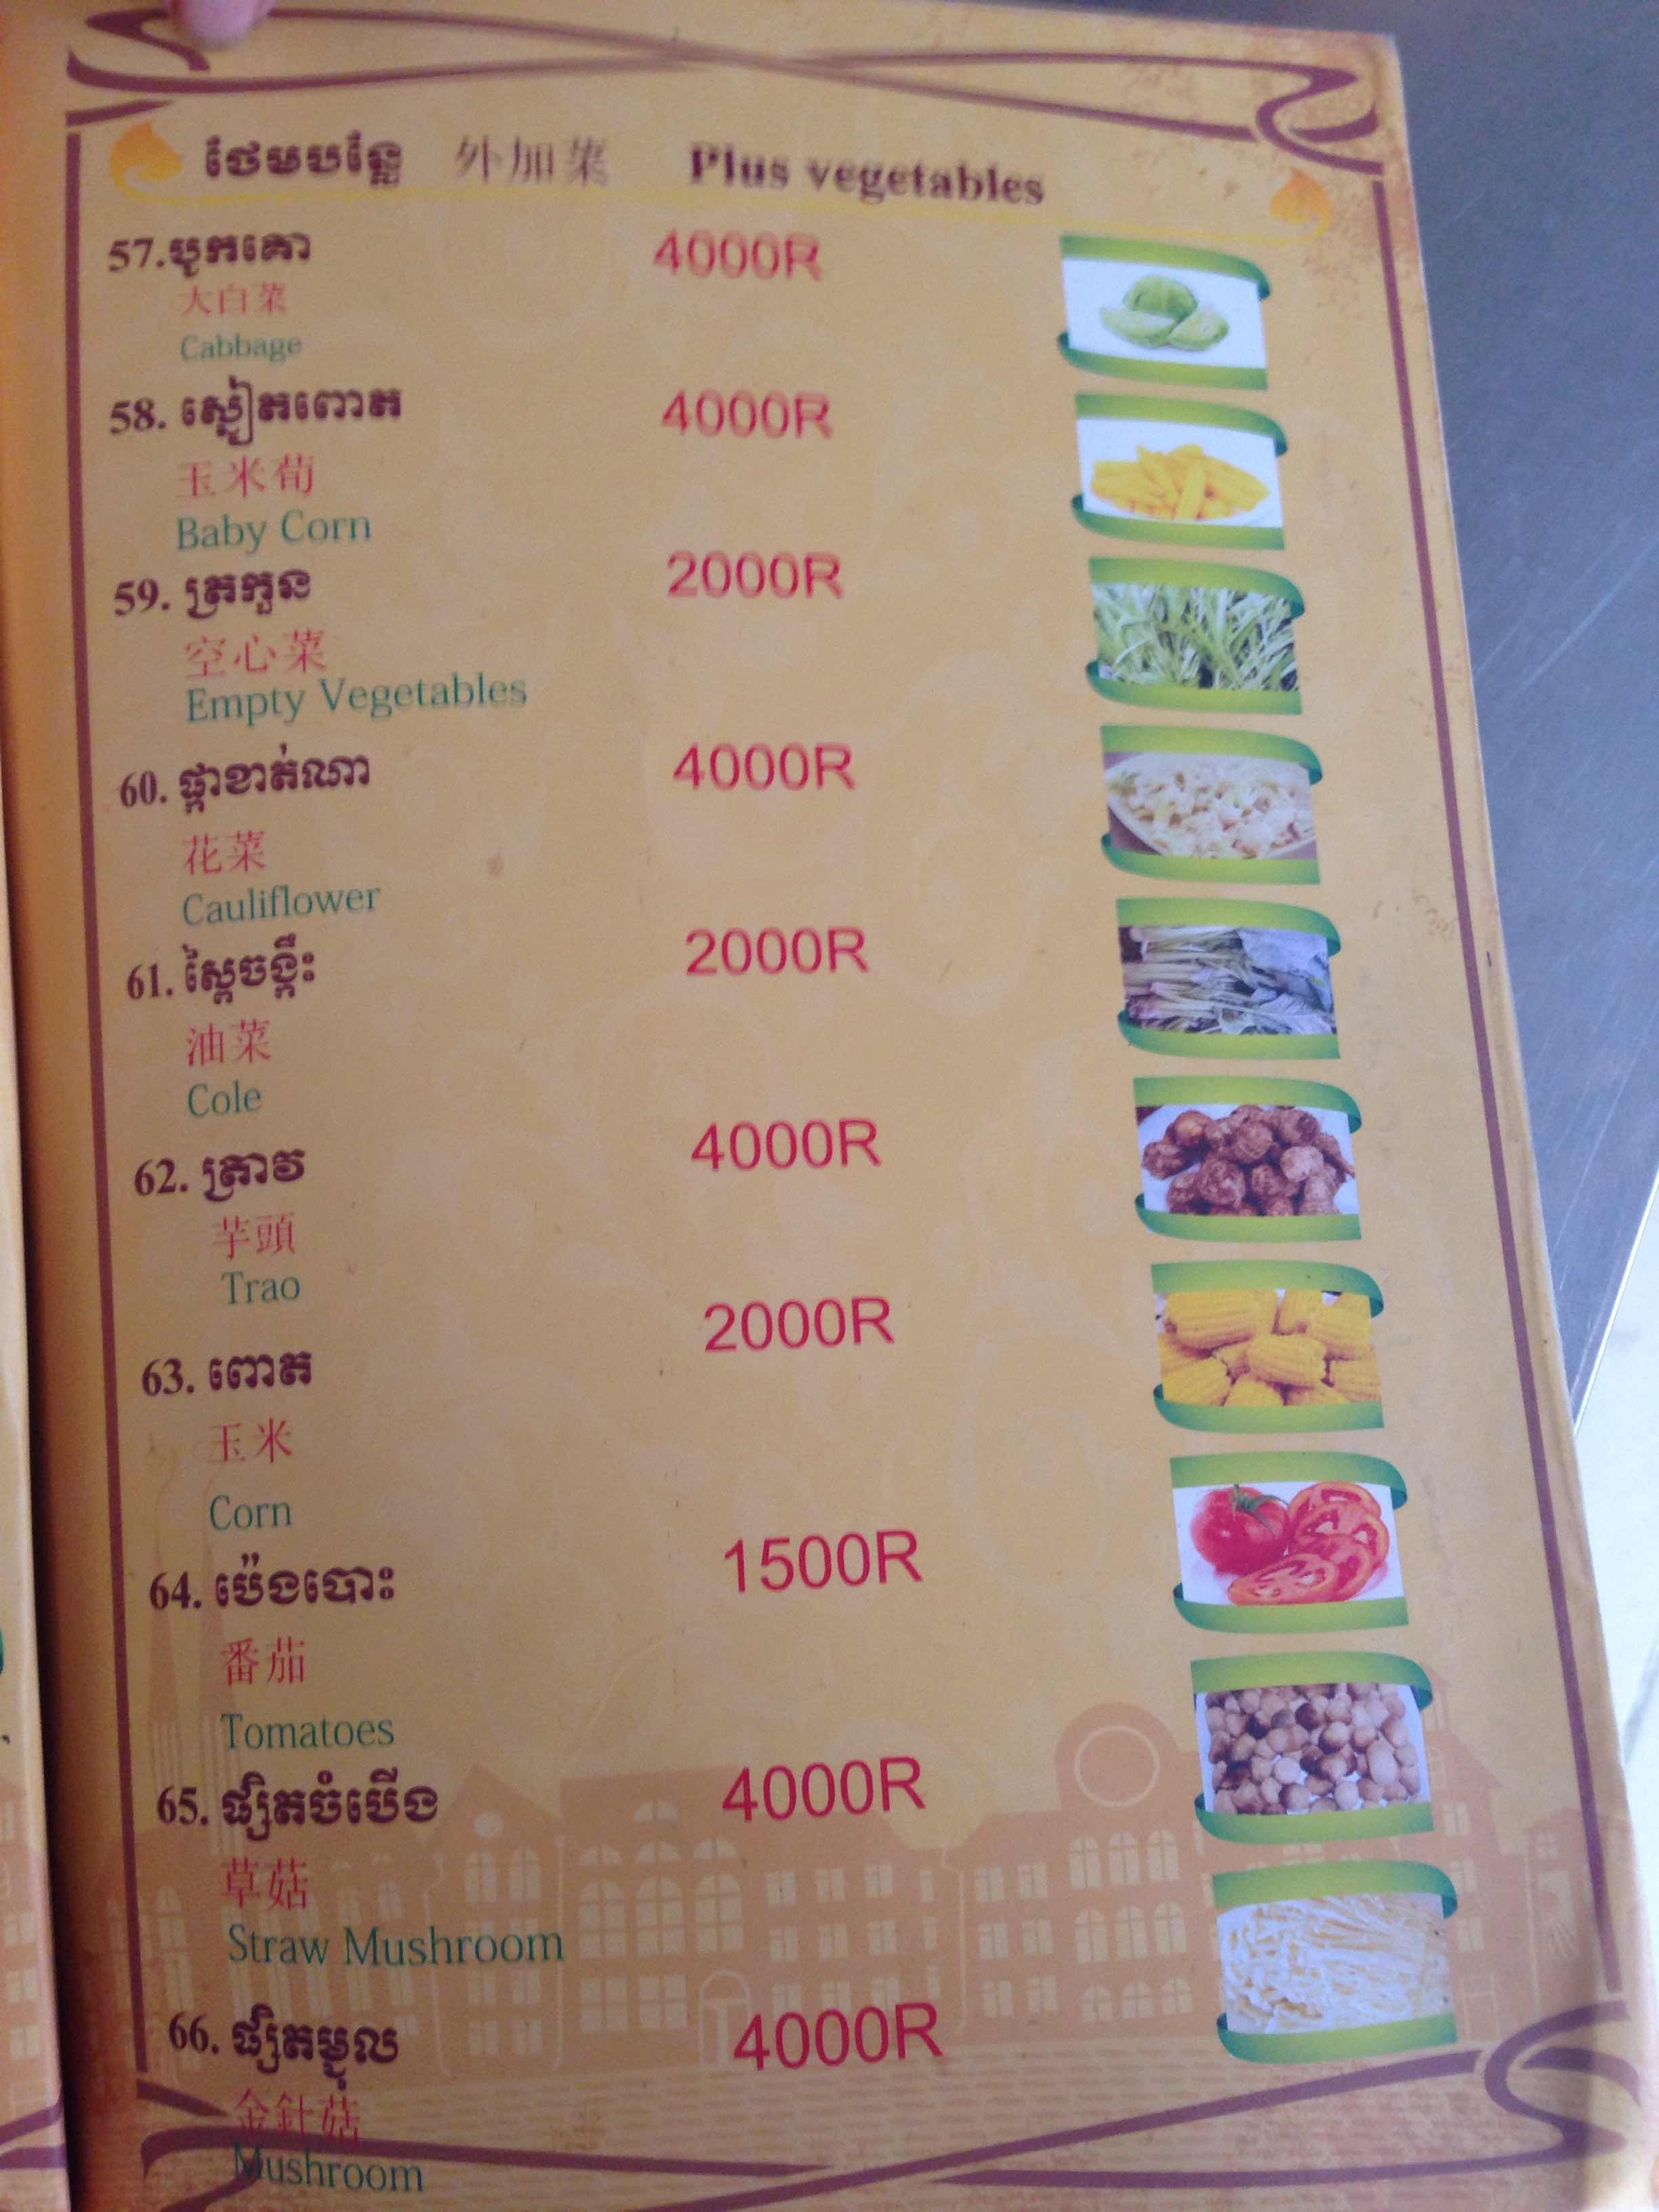 ថែមបន្លែ 外加菜 Plus vegetables
57.បូកគោ 4000R
大白菜
Cabbage
58. ស្នៀតពោត 4000R
玉米荀
Baby Corn
59. ត្រកួន 2000R
空心菜
Empty Vegetables
60. ផ្កាខាត់ណា 4000R
花菜
Cauliflower
61. ស្ពៃចង្កឹះ 2000R
油菜
Cole
62. ត្រាវ 4000R
芋頭
Trao
63. ពោត 2000R
玉米
Corn
64. ប៉េងបោះ 1500R
番茄
Tomatoes
65. ផ្សិតចំបើង 4000R
草菇
Straw Mushroom
66. ផ្សិតម្ជុល 4000R
金針菇
Mushroom